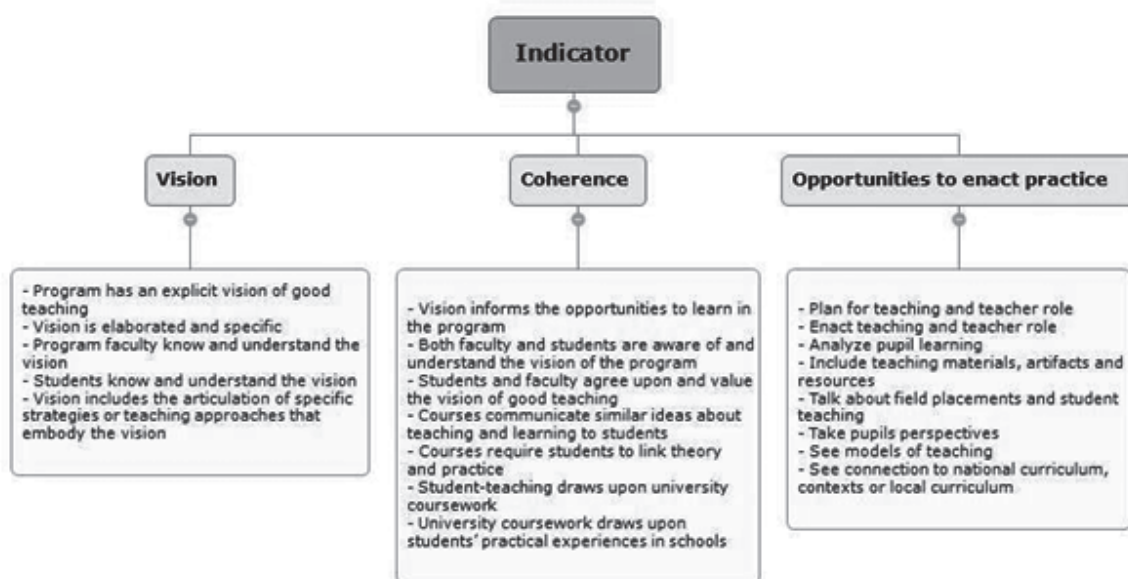 Indicator
Vision
Coherence
Opportunities to enact practice
- Program has an explicit vision of good
teaching
- Vision is elaborated and specific
- Program faculty know and understand the
vision
- Students know and understand the vision
- Vision includes the articulation of specific
strategies or teaching approaches that
embody the vision
- Vision informs the opportunities to learn in
the program
- Both faculty and students are aware of and
understand the vision of the program
- Students and faculty agree upon and value
the vision of good teaching
- Courses communicate similar ideas about
teaching and learning to students
- Courses require students to link theory
and practice
- Student-teaching draws upon university
coursework
- University coursework draws upon
students' practical experiences in schools
- Plan for teaching and teacher role
- Enact teaching and teacher role
- Analyze pupil learning
- Include teaching materials, artifacts and
resources
- Talk about field placements and student
teaching
- Take pupils perspectives
- See models of teaching
- See connection to national curriculum,
contexts or local curriculum